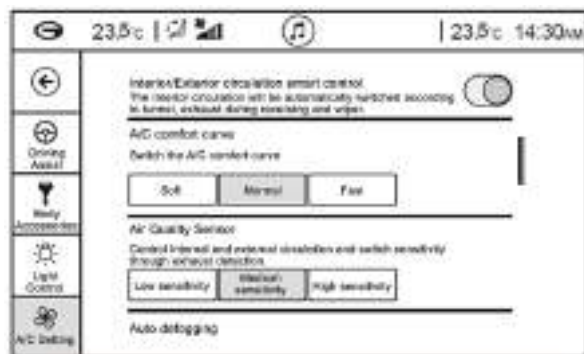 23.5°c
23.5°c 14:30AM
Interior/Exterior circulation smart control
The interior circulation will be automatically switched according
to tunnel, exhaust during reversing and wiper.
A/C comfort curve
Switch the A/C comfort curve
Soft
Normal
Fast
Air Quality Sensor
Control internal and external circulation and switch sensitivity
through exhaust detection
Low sensitivity
Medium
sensitivity
High sensitivity
Auto defogging
Driving
Assist
Body
Accessories
Light
Control
A/C Setting